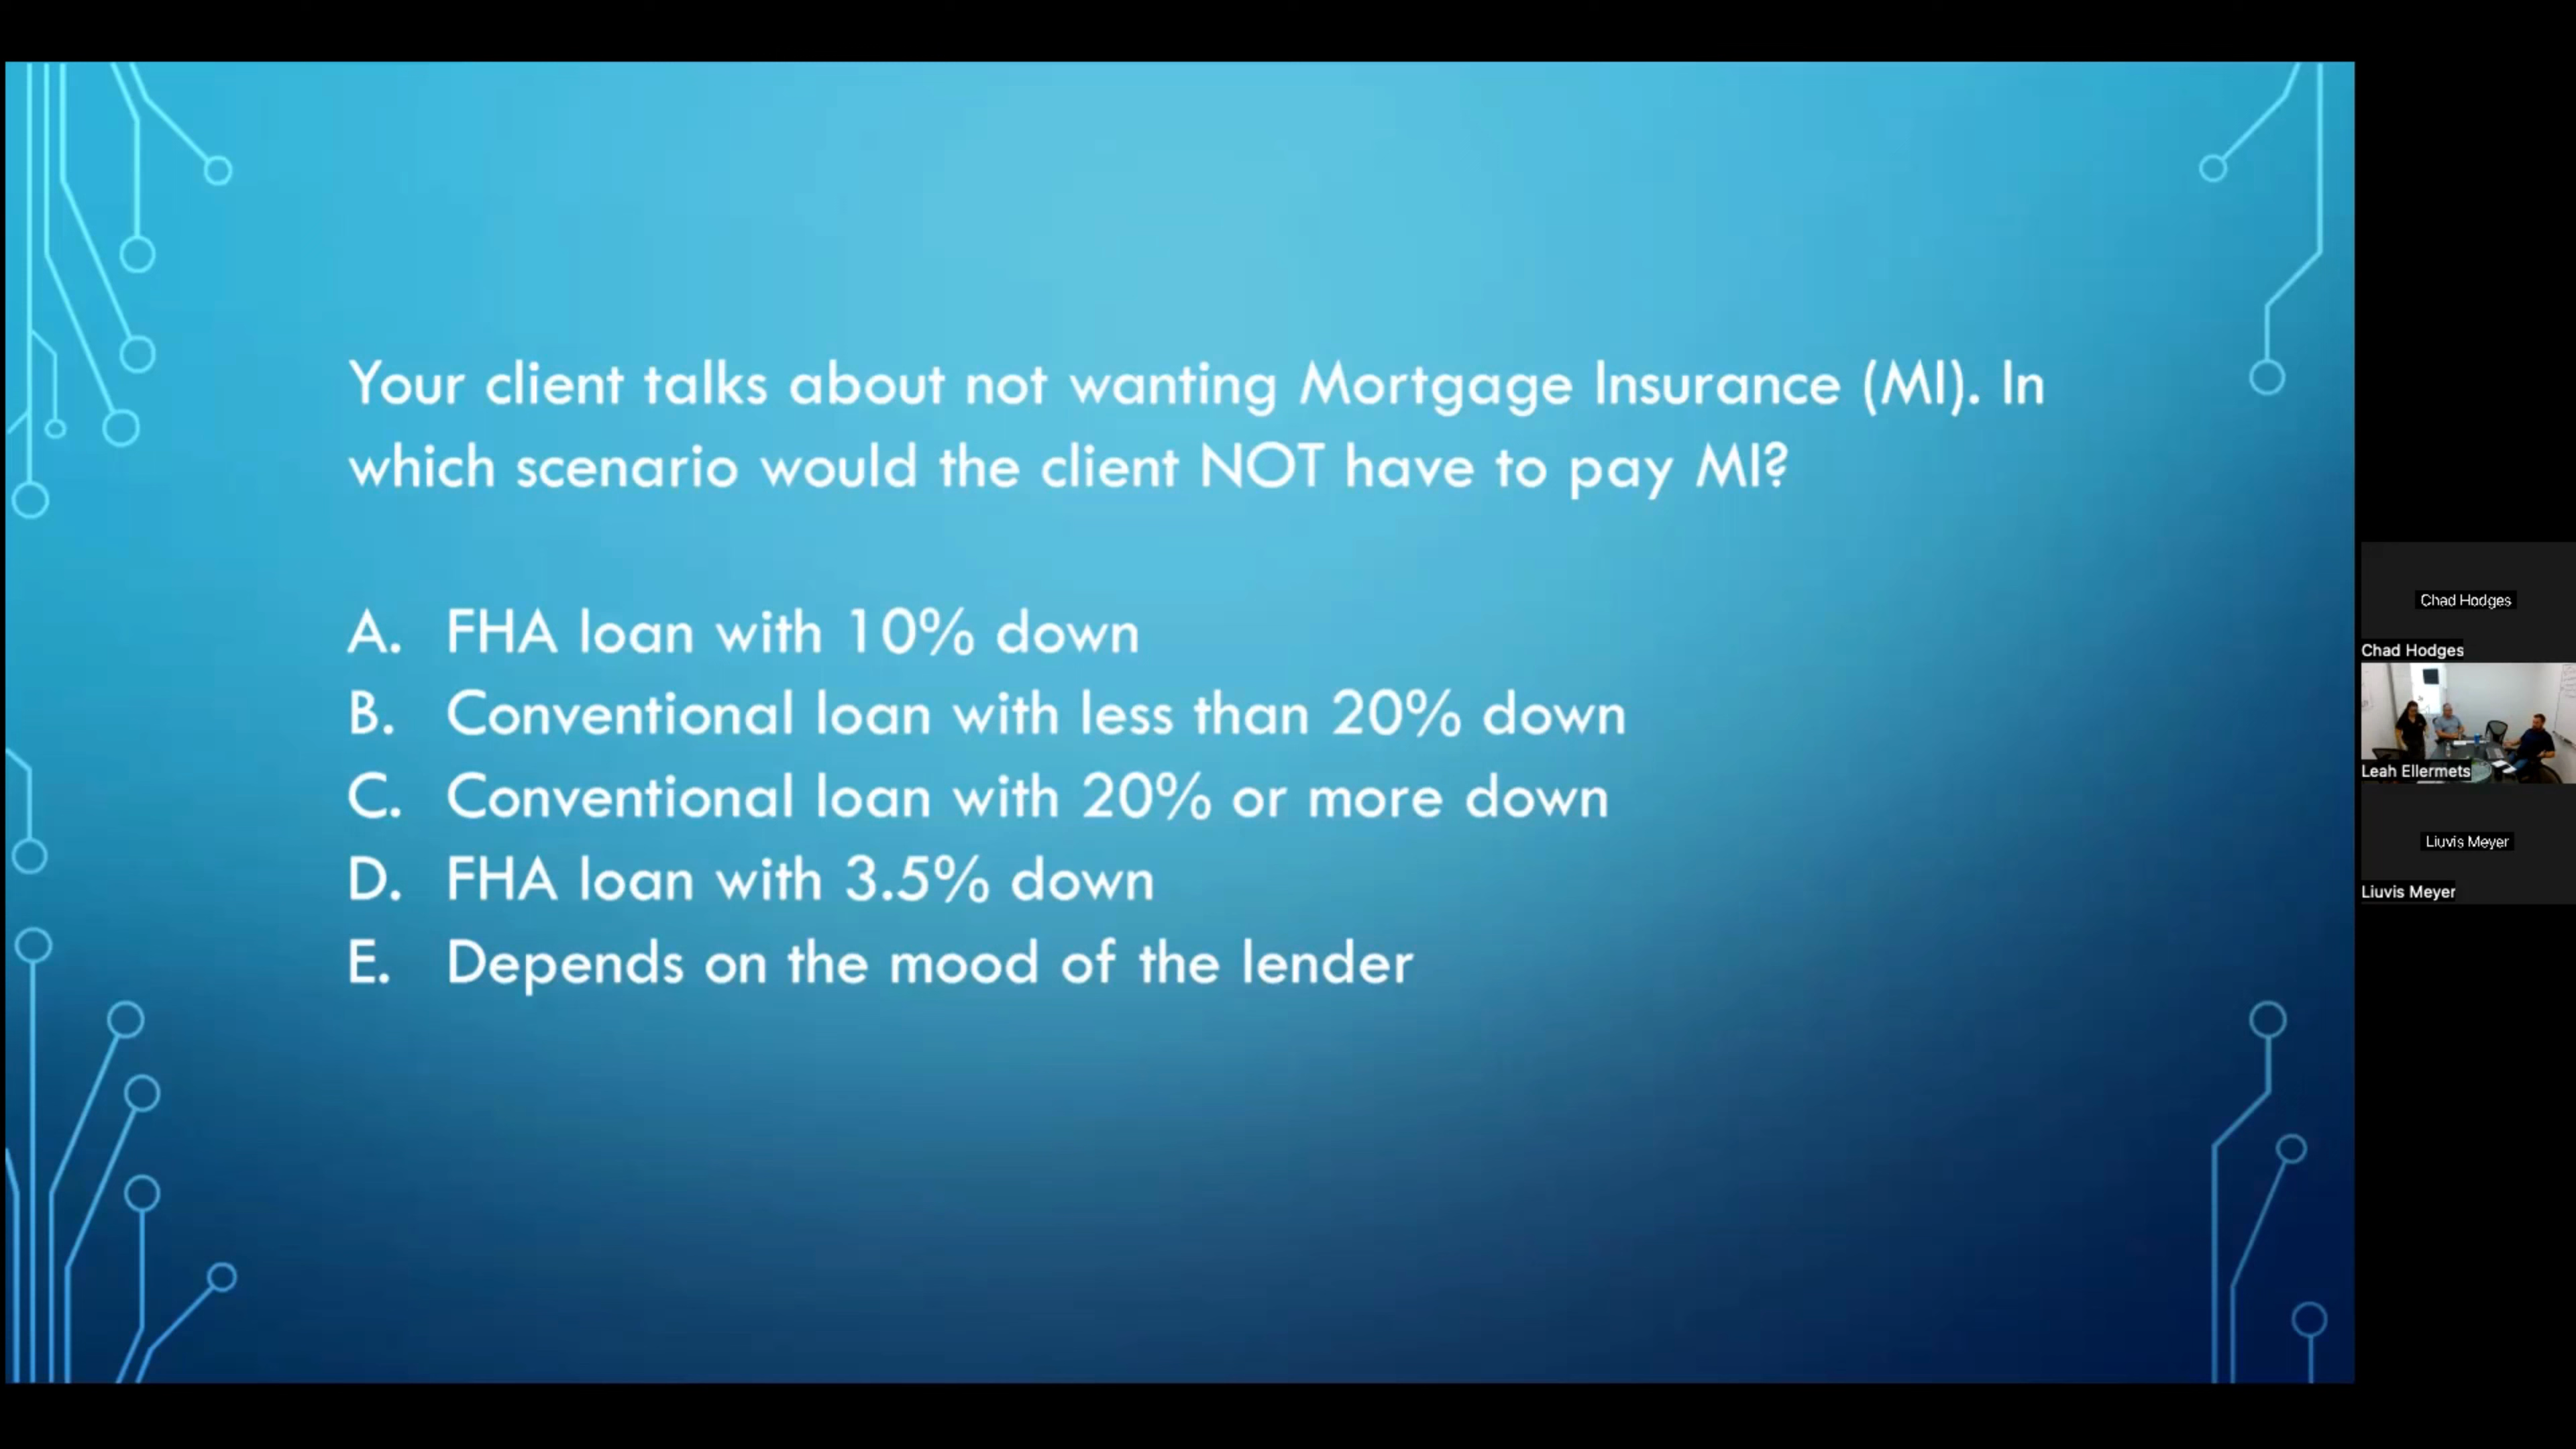 Your client talks about not wanting Mortgage Insurance (MI). In
which scenario would the client NOT have to pay MI?
A. FHA loan with 10% down
B. Conventional loan with less than 20% down
C. Conventional loan with 20% or more down
D. FHA loan with 3.5% down
E. Depends on the mood of the lender
Chad Hodges
Chad Hodges
Leah Ellermets
Liuvis Meyer
Liuvis Meyer